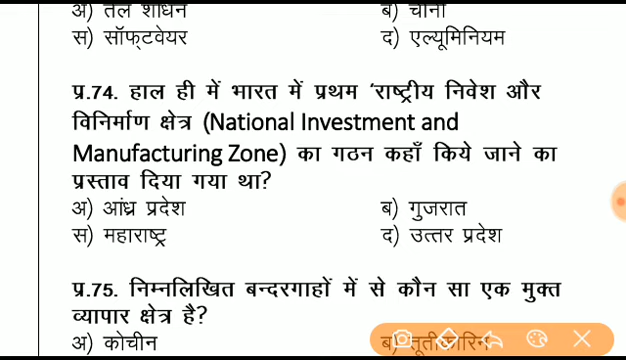 अ) तेल शोधन ब) चीनी
स) सॉफ्टवेयर द) एल्यूमिनियम
प्र.74. हाल ही में भारत में प्रथम ‘राष्ट्रीय निवेश और
विनिर्माण क्षेत्र (National Investment and
Manufacturing Zone) का गठन कहाँ किये जाने का
प्रस्ताव दिया गया था?
अ) आंध्र प्रदेश ब) गुजरात
स) महाराष्ट्र द) उत्तर प्रदेश
प्र.75. निम्नलिखित बन्दरगाहों में से कौन सा एक मुक्त
व्यापार क्षेत्र है?
अ) कोचीन ब) तूतीकोरिन